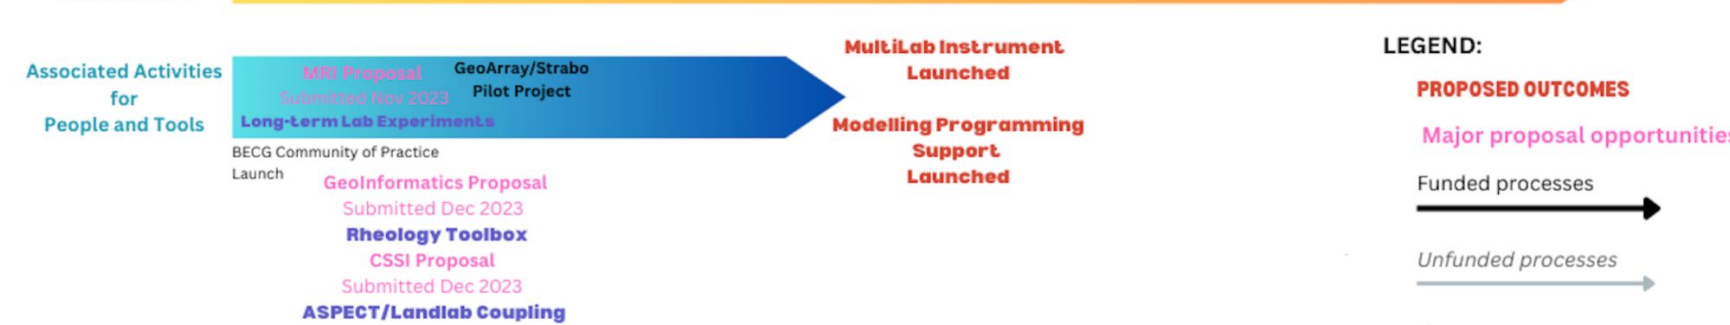 Associated Activities
for
People and Tools
MRI Proposal
Submitted Nov 2023
Long-term Lab Experiments
GeoArray/Strabo
Pilot Project
BECG Community of Practice
Launch
GeoInformatics Proposal
Submitted Dec 2023
Rheology Toolbox
CSSI Proposal
Submitted Dec 2023
ASPECT/Landlab Coupling
MultiLab Instrument
Launched
Modelling Programming
Support
Launched
LEGEND:
PROPOSED OUTCOMES
Major proposal opportunities
Funded processes
Unfunded processes